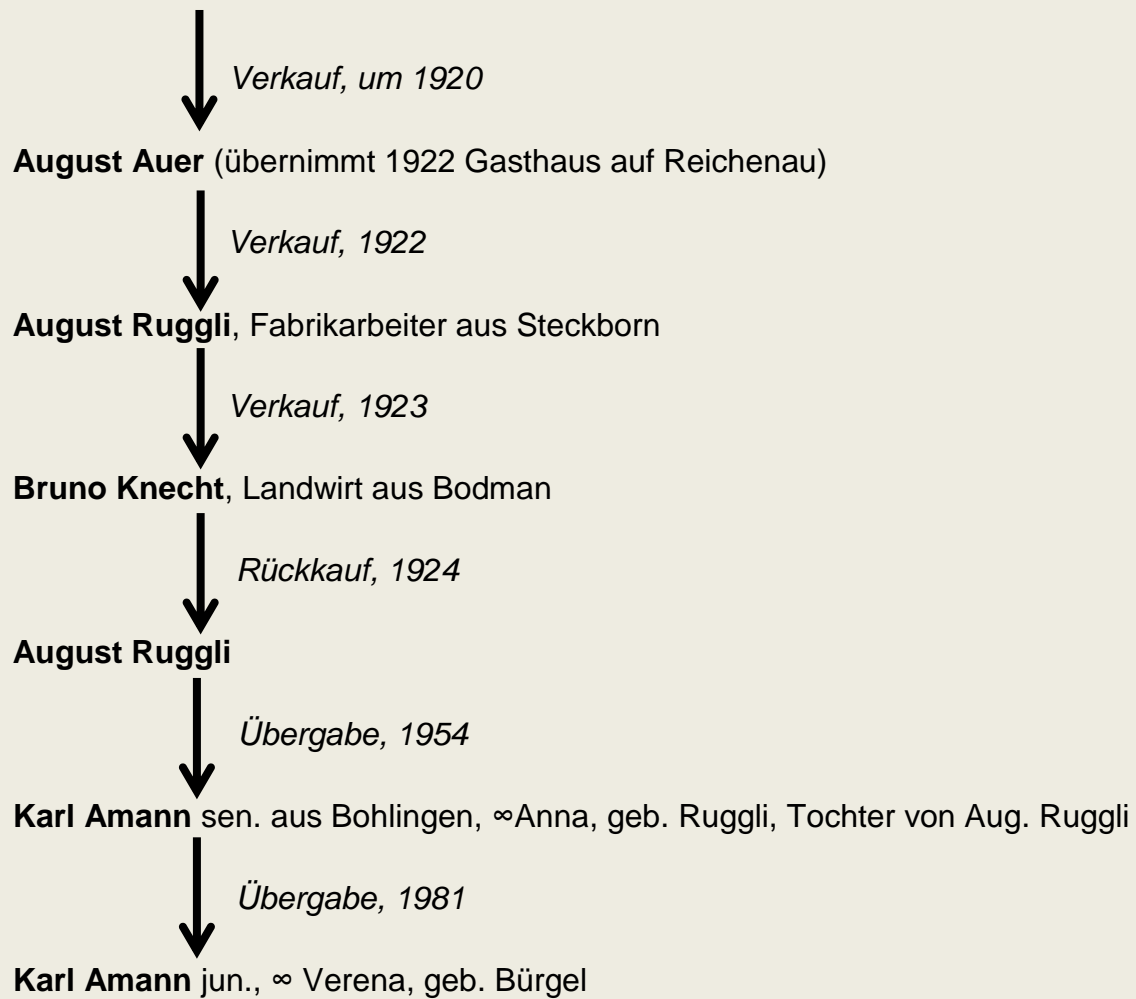 Verkauf, um 1920
August Auer (übernimmt 1922 Gasthaus auf Reichenau)
Verkauf, 1922
August Ruggli, Fabrikarbeiter aus Steckborn
Verkauf, 1923
Bruno Knecht, Landwirt aus Bodman
Rückkauf, 1924
August Ruggli
Übergabe, 1954
Karl Amann sen. aus Bohlingen, ∞Anna, geb. Ruggli, Tochter von Aug. Ruggli
Übergabe, 1981
Karl Amann jun., ∞ Verena, geb. Bürgel